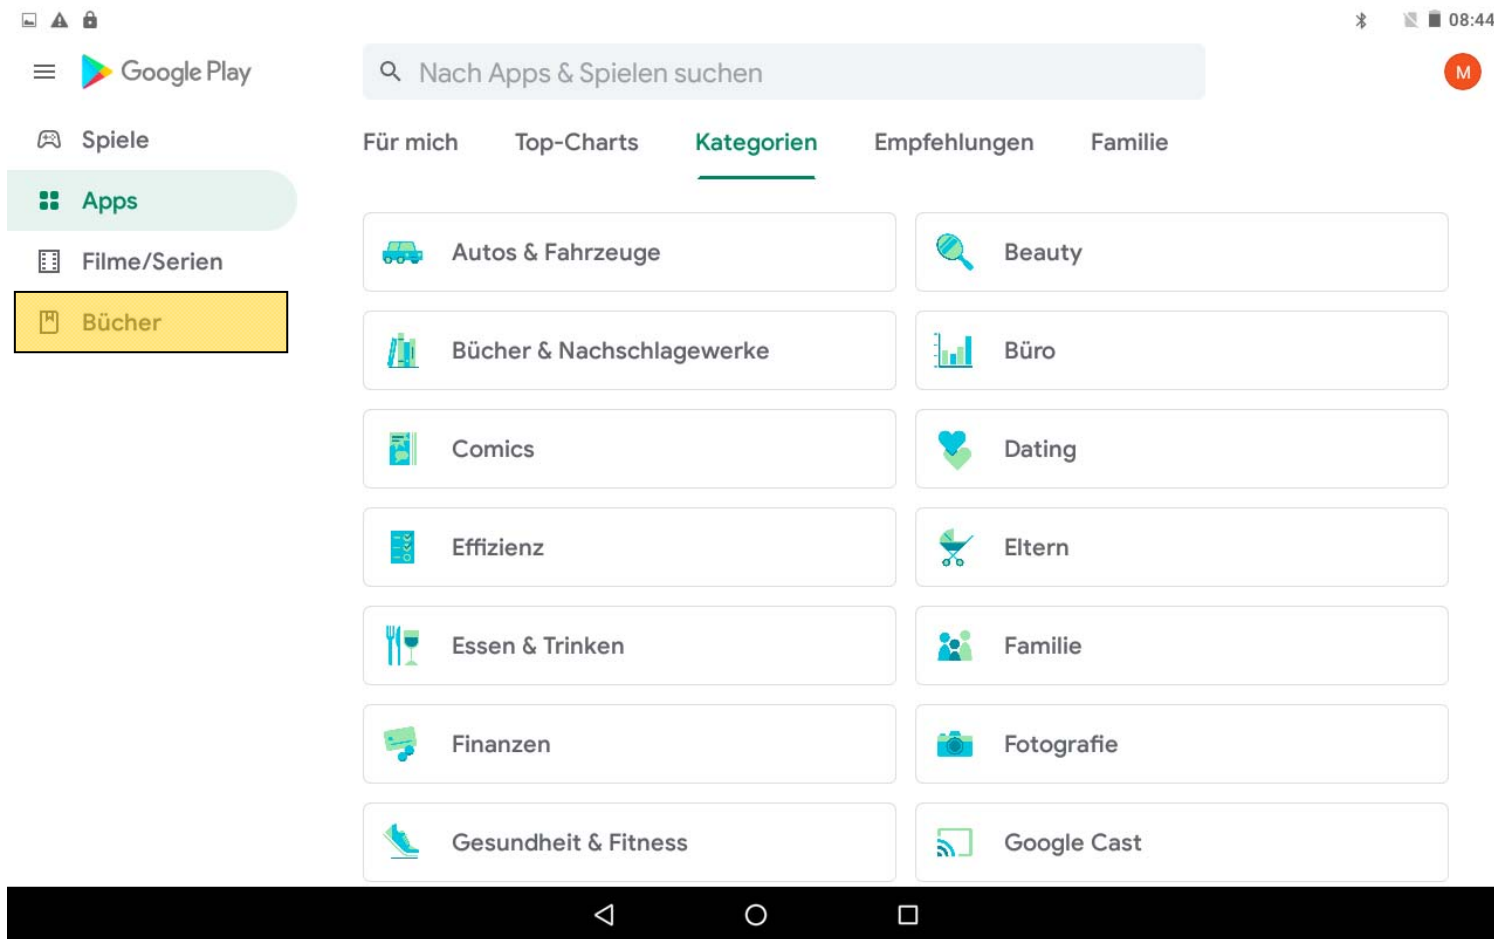 08:44
Google Play
Nach Apps & Spielen suchen
M
Spiele
Apps
Filme/Serien
Bücher
Für mich Top-Charts Kategorien Empfehlungen Familie
Autos & Fahrzeuge
Beauty
Bücher & Nachschlagewerke
Büro
Comics
Dating
Effizienz
Eltern
Essen & Trinken
Familie
Finanzen
Fotografie
Gesundheit & Fitness
Google Cast